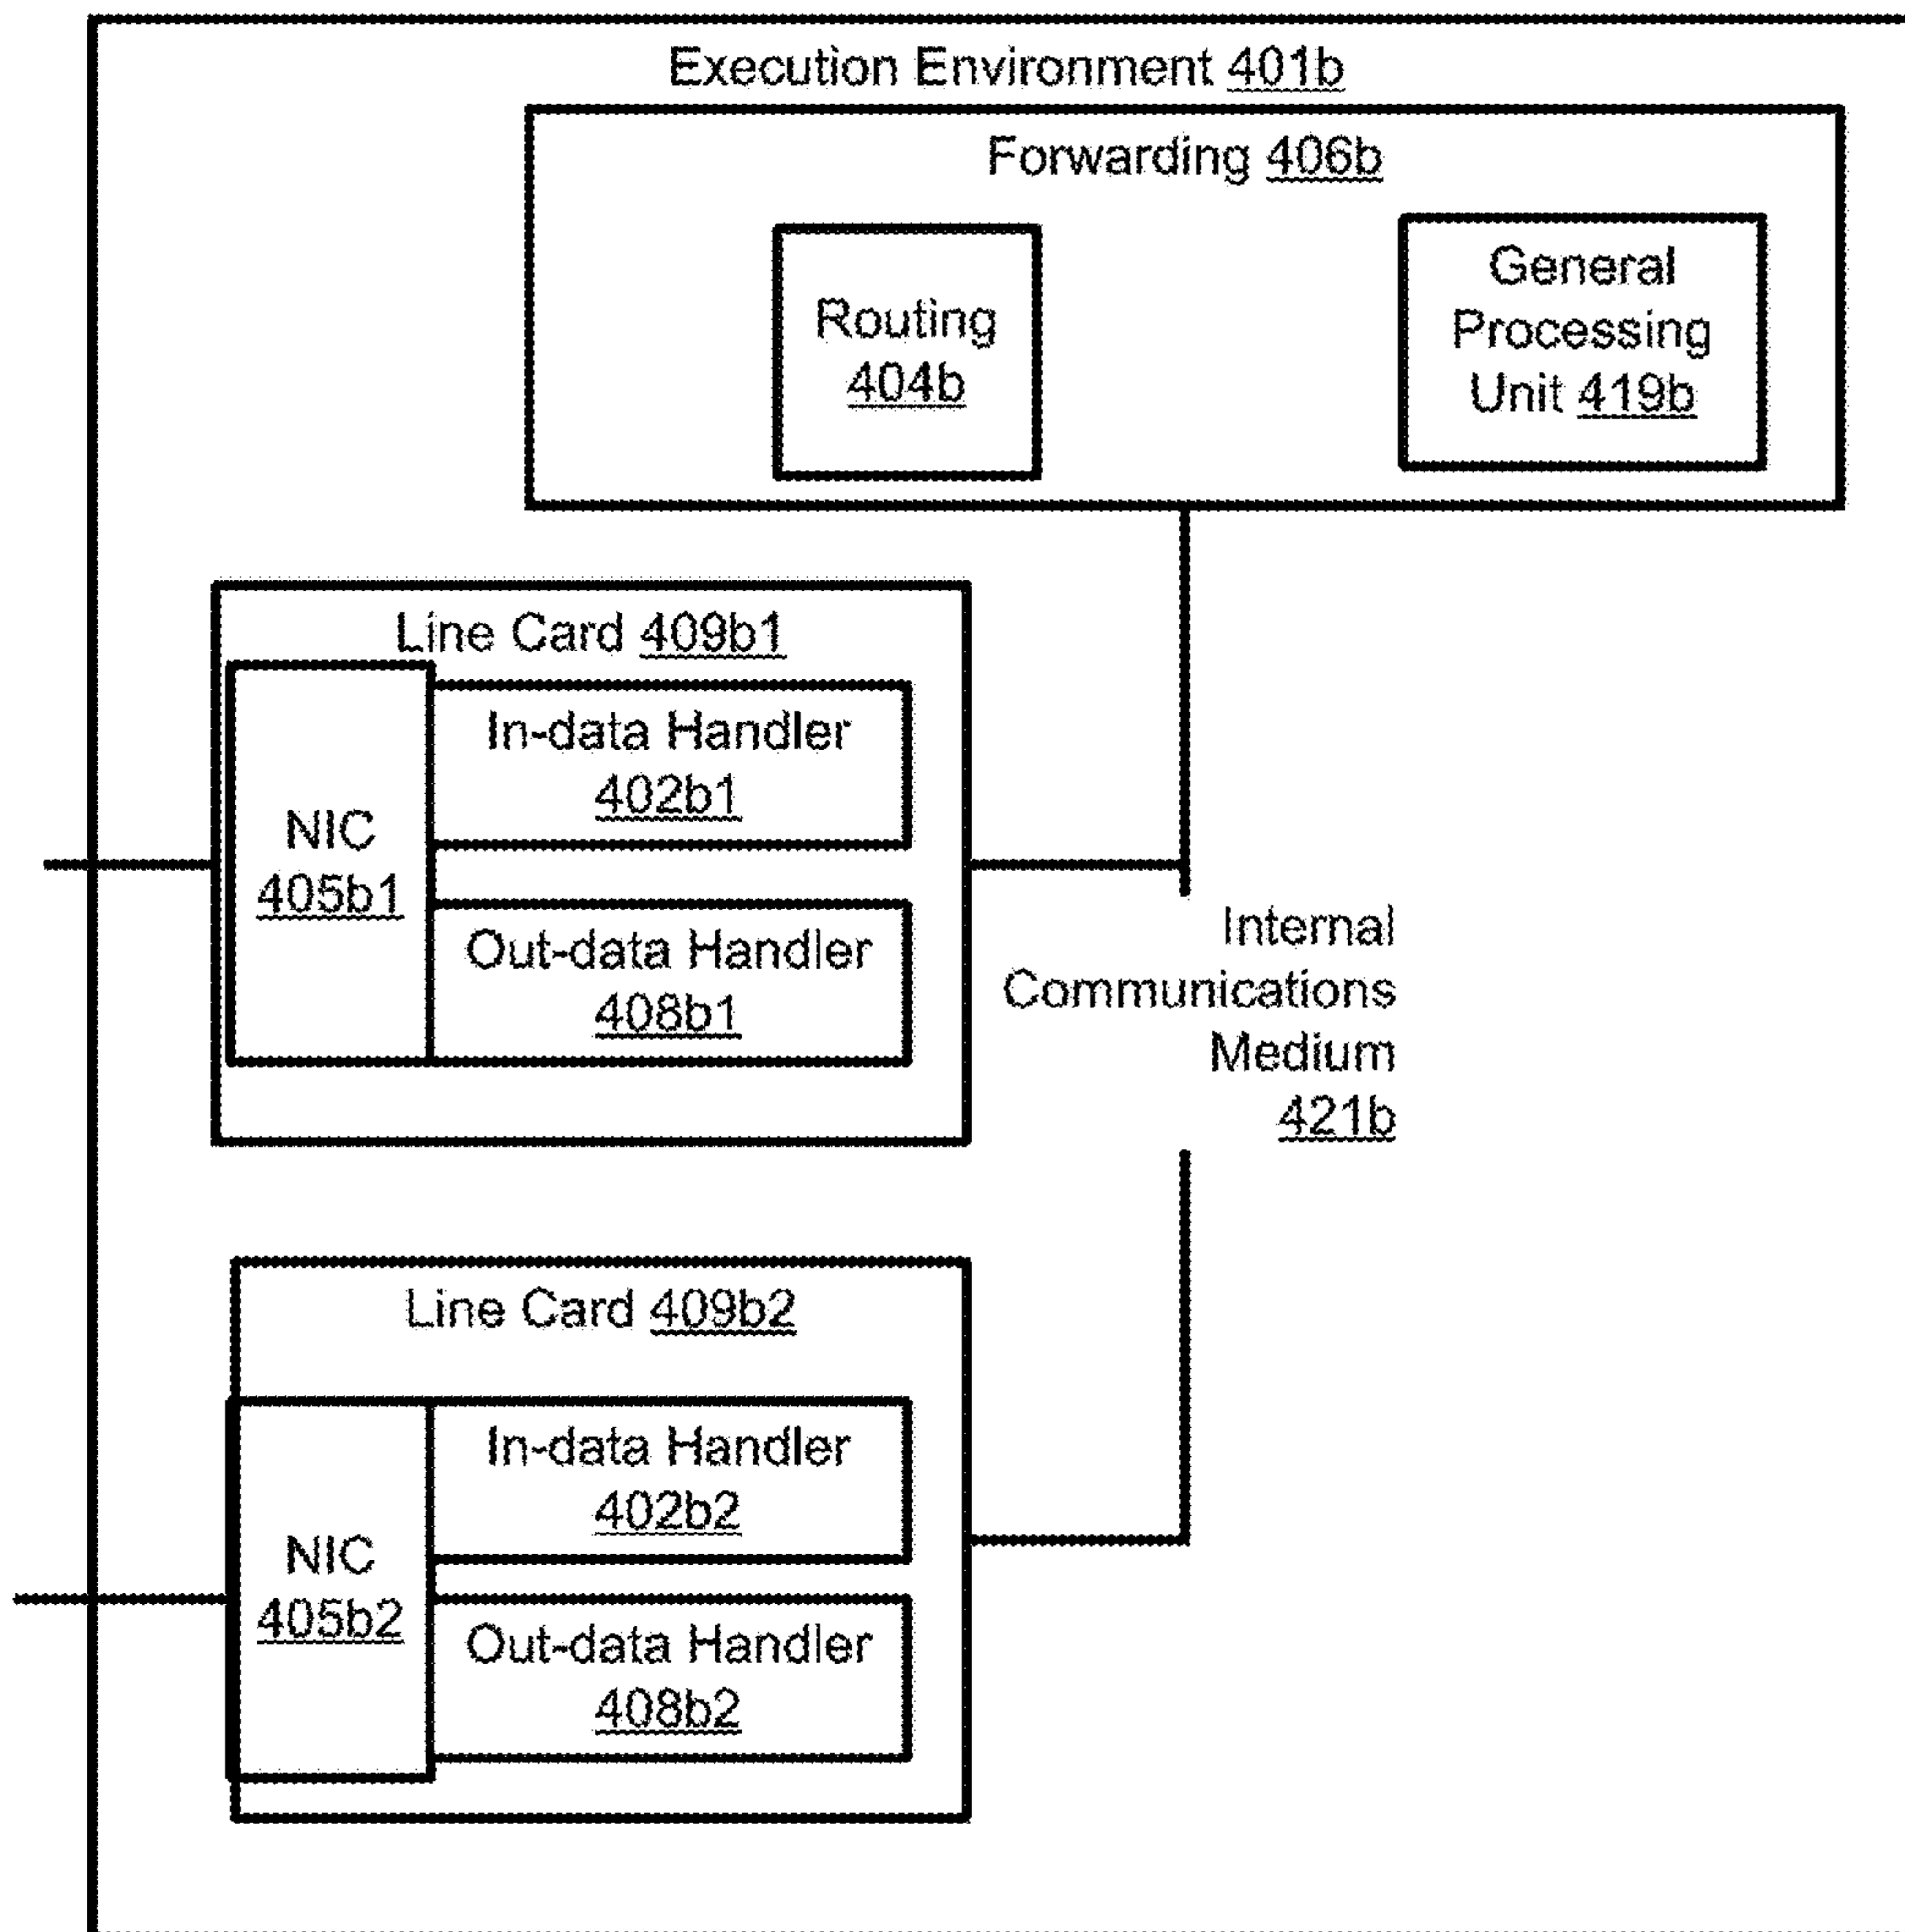 Execution Environment 401b
Forwarding 406b
Routing
404b
General
Processing
Unit 419b
Line Card 409b1
NIC
405b1
In-data Handler
402b1
Out-data Handler
408b1
Internal
Communications
Medium
421b
Line Card 409b2
NIC
405b2
In-data Handler
402b2
Out-data Handler
408b2